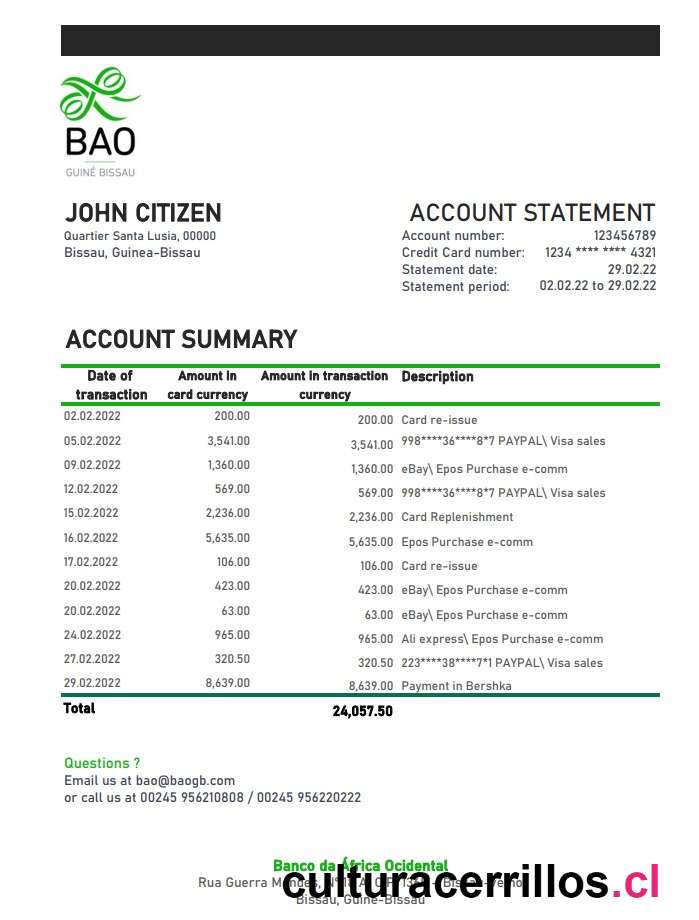 BAO
GUINÉ BISSAU
JOHN CITIZEN
Quartier Santa Lusia, 00000
Bissau, Guinea-Bissau
ACCOUNT STATEMENT
Account number: 123456789
Credit Card number: 1234 **** **** 4321
Statement date: 29.02.22
Statement period: 02.02.22 to 29.02.22
ACCOUNT SUMMARY
Date of transaction Amount in card currency Amount in transaction currency Description
02.02.2022 200.00 200.00 Card re-issue
05.02.2022 3,541.00 3,541.00 998****36****8*7 PAYPAL\ Visa sales
09.02.2022 1,360.00 1,360.00 eBay\ Epos Purchase e-comm
12.02.2022 569.00 569.00 998****36****8*7 PAYPAL\ Visa sales
15.02.2022 2,236.00 2,236.00 Card Replenishment
16.02.2022 5,635.00 5,635.00 Epos Purchase e-comm
17.02.2022 106.00 106.00 Card re-issue
20.02.2022 423.00 423.00 eBay\ Epos Purchase e-comm
20.02.2022 63.00 63.00 eBay\ Epos Purchase e-comm
24.02.2022 965.00 965.00 Ali express\ Epos Purchase e-comm
27.02.2022 320.50 320.50 223****38****7*1 PAYPAL\ Visa sales
29.02.2022 8,639.00 8,639.00 Payment in Bershka
Total 24,057.50
Questions ?
Email us at bao@baogb.com
or call us at 00245 956210808 / 00245 956220222
Banco da África Ocidental
Rua Guerra Mendes,
Bissau, Guiné-Bissau
culturacerrillos.cl